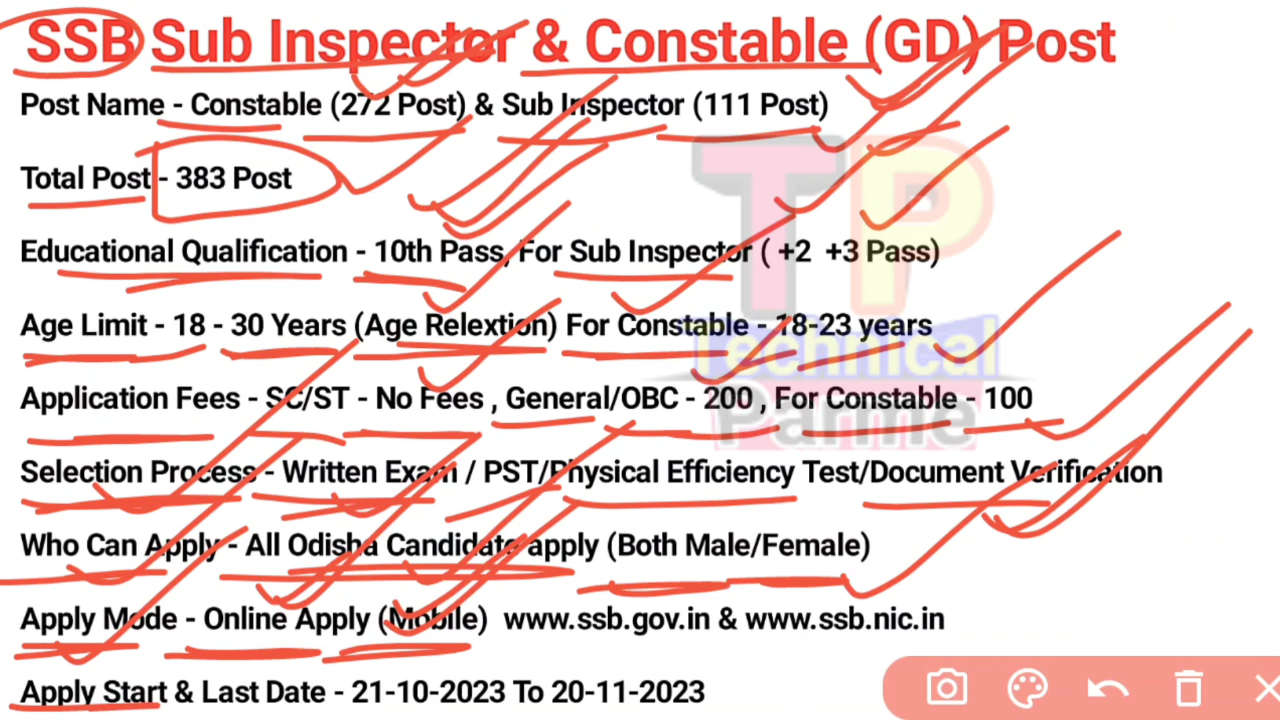 SSB Sub Inspector & Constable (GD) Post
Post Name - Constable (272 Post) & Sub Inspector (111 Post)
Total Post - 383 Post
Educational Qualification - 10th Pass, For Sub Inspector ( +2 +3 Pass)
Age Limit - 18 - 30 Years (Age Relextion) For Constable - 18-23 years
Application Fees - SC/ST - No Fees , General/OBC - 200 , For Constable - 100
Selection Process - Written Exam / PST/Physical Efficiency Test/Document Verification
Who Can Apply - All Odisha Candidate apply (Both Male/Female)
Apply Mode - Online Apply (Mobile) www.ssb.gov.in & www.ssb.nic.in
Apply Start & Last Date - 21-10-2023 To 20-11-2023
TP
Technical
Parme